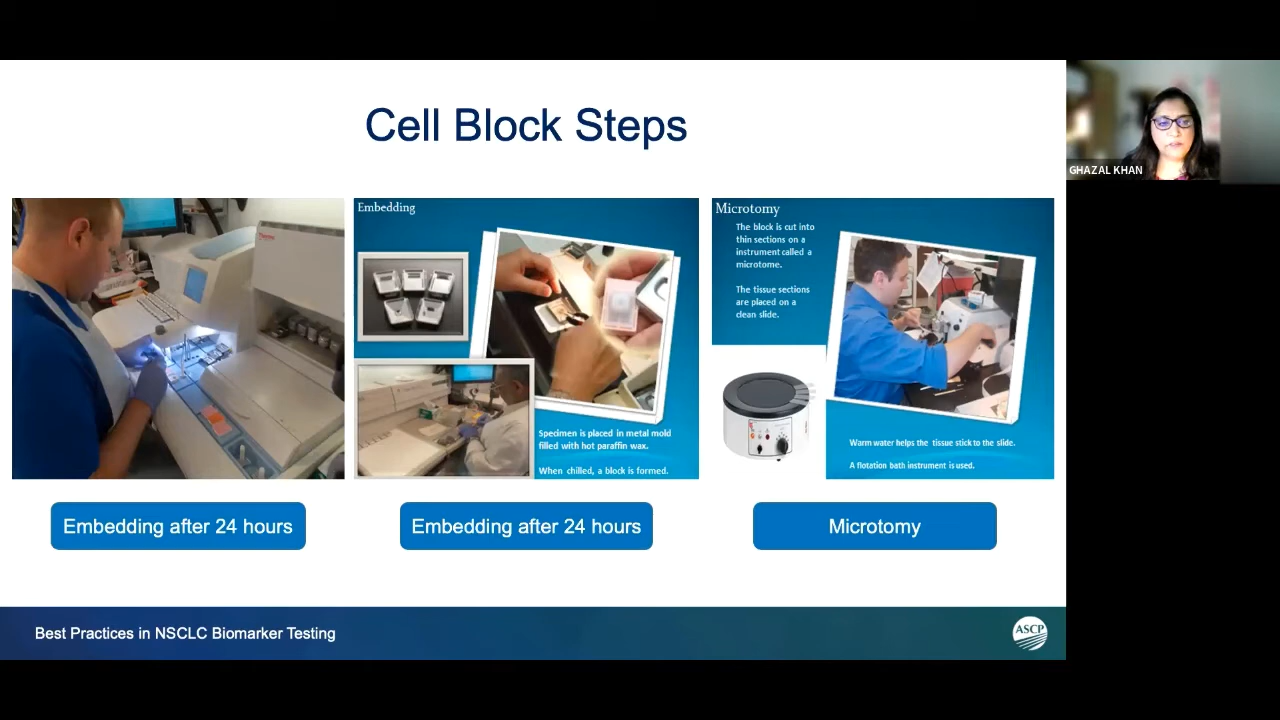 Cell Block Steps
GHAZAL KHAN
Embedding
Specimen is placed in metal mold
filled with hot paraffin wax.
When chilled, a block is formed.
Microtomy
The block is cut into
thin sections on a
instrument called a
microtome.
The tissue sections
are placed on a
clean slide.
Warm water helps the tissue stick to the slide.
A flotation bath instrument is used.
Embedding after 24 hours
Embedding after 24 hours
Microtomy
Best Practices in NSCLC Biomarker Testing
ASCP